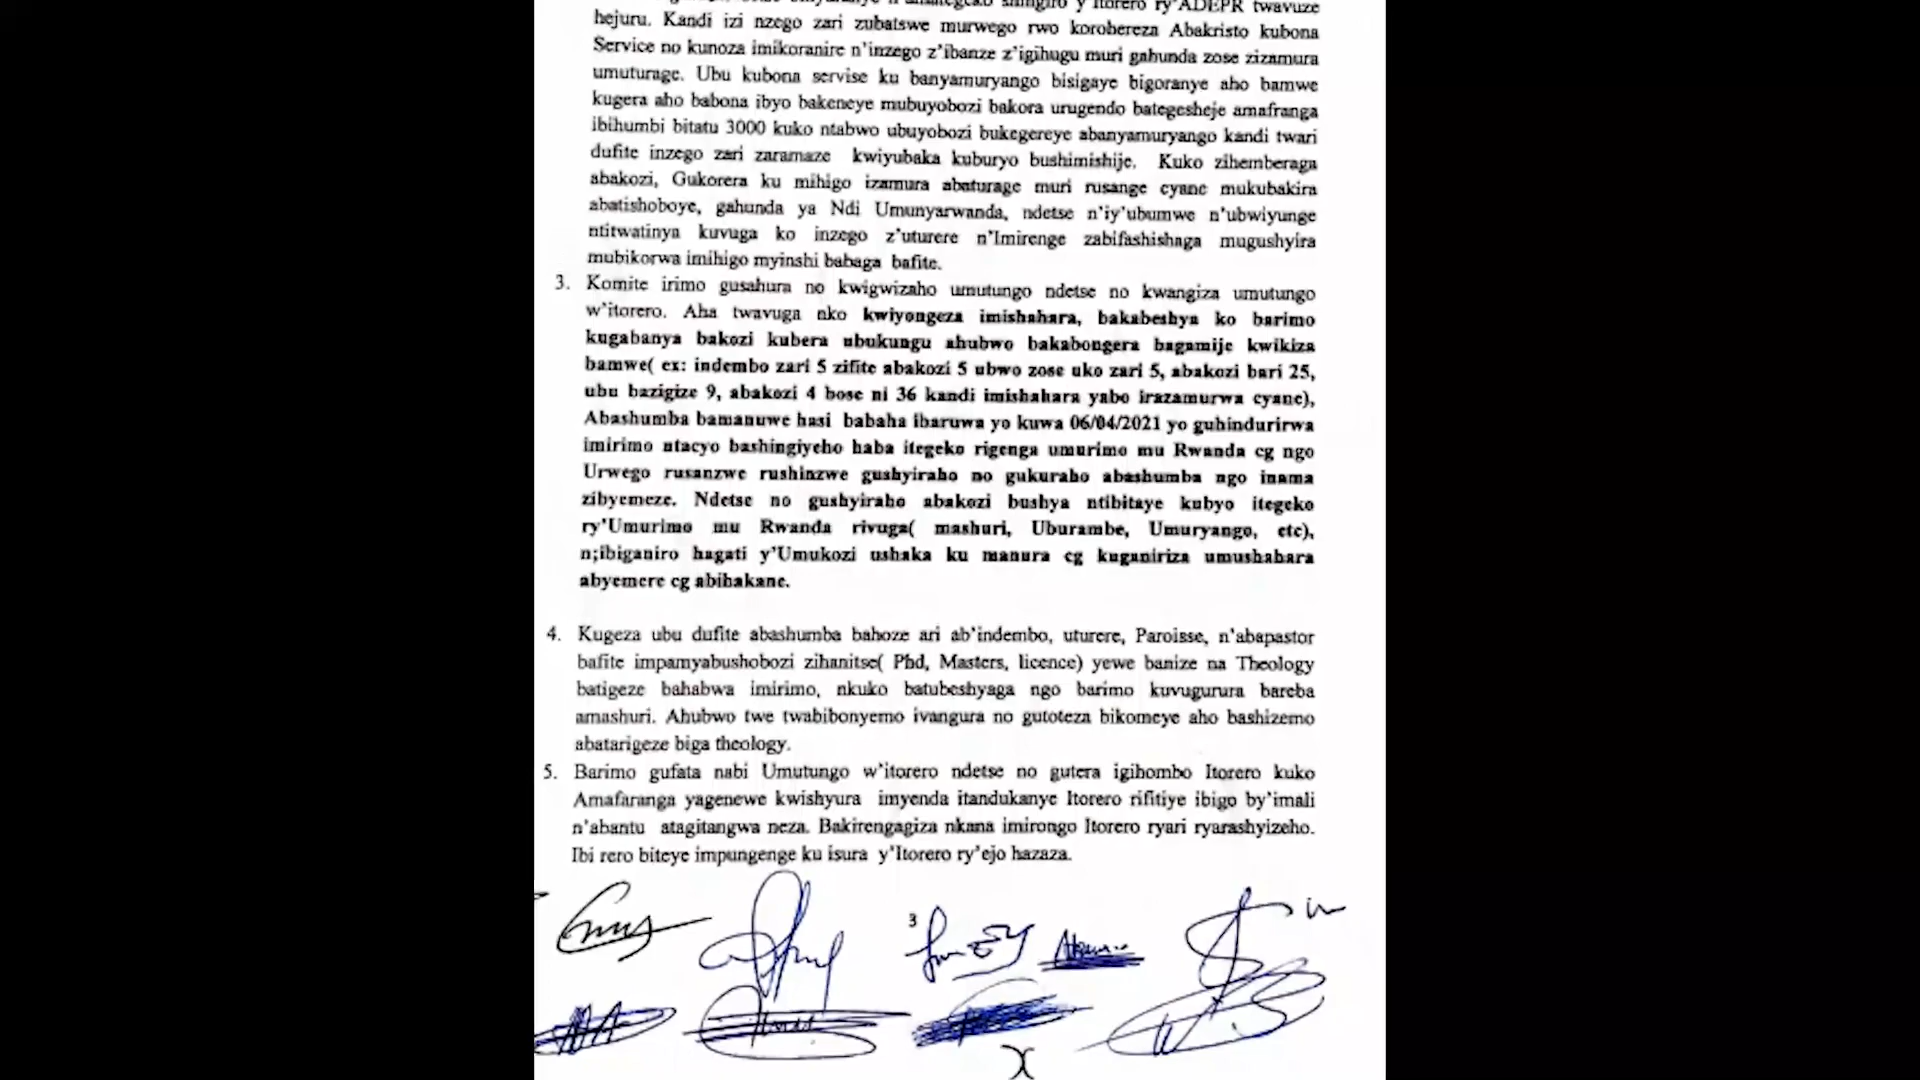 shingiro y'Itorero ry'ADEPR twavuze
hejuru. Kandi izi nzego zari zubatswe murwego rwo korohereza Abakristo kubona
Service no kunoza imikoranire n'inzego z'ibanze z'igihugu muri gahunda zose zizamura
umuturage. Ubu kubona servise ku banyamuryango bisigaye bigoranye aho bamwe
kugera aho babona ibyo bakeneye mubuyobozi bakora urugendo bategesheje amafranga
ibihumbi bitatu 3000 kuko ntabwo ubuyobozi bukegereye abanyamuryango kandi twari
dufite inzego zari zaramaze kwiyubaka kuburyo bushimishije. Kuko zihemberaga
abakozi, Gukorera ku mihigo izamura abaturage muri rusange cyane mukubakira
abatishoboye, gahunda ya Ndi Umunyarwanda, ndetse n'iy'ubumwe n'ubwiyunge
ntitwatinya kuvuga ko inzego z'uturere n'Imirenge zabifashishaga mugushyira
mubikorwa imihigo myinshi babaga bafite.
3. Komite irimo gusahura no kwigwizaho umutungo ndetse no kwangiza umutungo
w'itorero. Aha twavuga nko kwiyongeza imishahara, bakabeshya ko barimo
kugabanya bakozi kubera ubukungu ahubwo bakabongera bagamije kwikiza
bamwe( ex: indembo zari 5 zifite abakozi 5 ubwo zose uko zari 5, abakozi bari 25,
ubu bazigize 9, abakozi 4 bose ni 36 kandi imishahara yabo irazamurwa cyane),
Abashumba bamanuwe hasi babaha ibaruwa yo kuwa 06/04/2021 yo guhindurirwa
imirimo ntacyo bashingiyeho haba itegeko rigenga umurimo mu Rwanda cg ngo
Urwego rusanzwe rushinzwe gushyiraho no gukuraho abashumba ngo inama
zibyemeze. Ndetse no gushyiraho abakozi bushya ntibitaye kubyo itegeko
ry'Umurimo mu Rwanda rivuga( mashuri, Uburambe, Umuryango, etc),
n;ibiganiro hagati y'Umukozi ushaka ku manura cg kuganiriza umushahara
abyemere cg abihakane.
4. Kugeza ubu dufite abashumba bahoze ari ab'indembo, uturere, Paroisse, n'abapastor
bafite impamyabushobozi zihanitse( Phd, Masters, licence) yewe banize na Theology
batigeze bahabwa imirimo, nkuko batubeshyaga ngo barimo kuvugurura bareba
amashuri. Ahubwo twe twabibonyemo ivangura no gutoteza bikomeye aho bashizemo
abatarigeze biga theology.
5. Barimo gufata nabi Umutungo w'itorero ndetse no gutera igihombo Itorero kuko
Amafaranga yagenewe kwishyura imyenda itandukanye Itorero rifitiye ibigo by'imali
n'abantu atagitangwa neza. Bakirengagiza nkana imirongo Itorero ryari ryarashyizeho.
Ibi rero biteye impungenge ku isura y'Itorero ry'ejo hazaza.
3